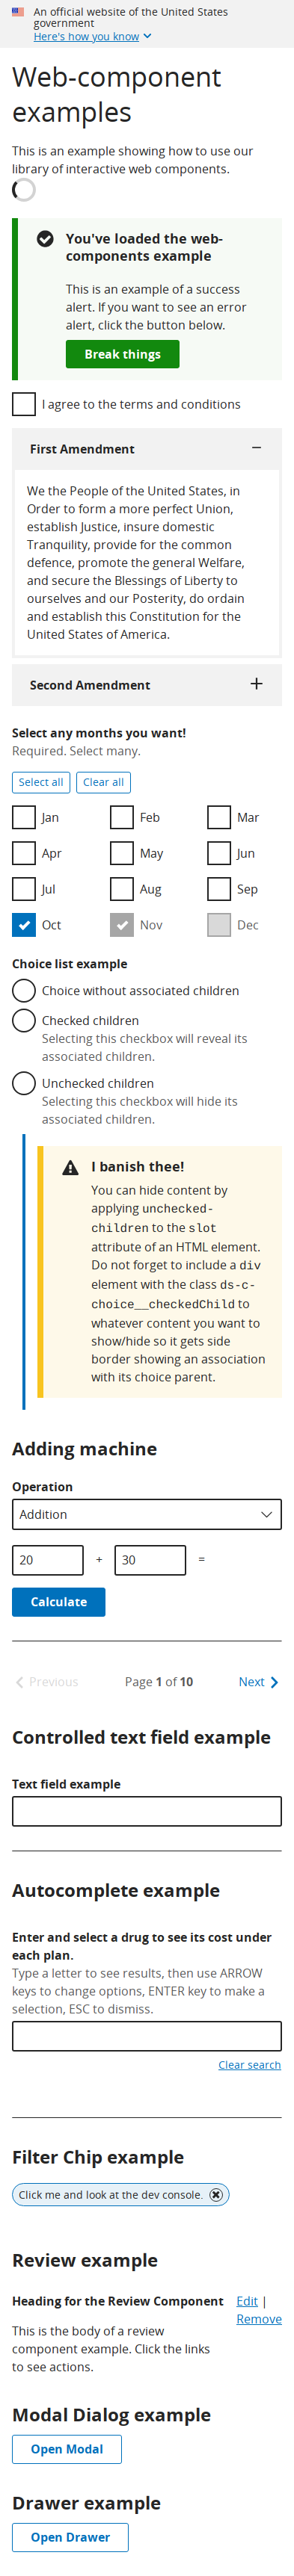 An official website of the United States
government
Here's how you know
Web-component
examples
This is an example showing how to use our
library of interactive web components.
You've loaded the web-
components example
This is an example of a success
alert. If you want to see an error
alert, click the button below.
Break things
I agree to the terms and conditions
First Amendment
We the People of the United States, in
Order to form a more perfect Union,
establish Justice, insure domestic
Tranquility, provide for the common
defence, promote the general Welfare,
and secure the Blessings of Liberty to
ourselves and our Posterity, do ordain
and establish this Constitution for the
United States of America.
Second Amendment
Select any months you want!
Required. Select many.
Select all Clear all
Jan Feb Mar
Apr May Jun
Jul Aug Sep
Oct Nov Dec
Choice list example
Choice without associated children
Checked children
Selecting this checkbox will reveal its
associated children.
Unchecked children
Selecting this checkbox will hide its
associated children.
I banish thee!
You can hide content by
applying unchecked-
children to the slot
attribute of an HTML element.
Do not forget to include a div
element with the class ds-c-
choice__checkedChild to
whatever content you want to
show/hide so it gets side
border showing an association
with its choice parent.
Adding machine
Operation
Addition
20 + 30 =
Calculate
Previous Page 1 of 10 Next
Controlled text field example
Text field example
Autocomplete example
Enter and select a drug to see its cost under
each plan.
Type a letter to see results, then use ARROW
keys to change options, ENTER key to make a
selection, ESC to dismiss.
Clear search
Filter Chip example
Click me and look at the dev console.
Review example
Heading for the Review Component Edit |
Remove
This is the body of a review
component example. Click the links
to see actions.
Modal Dialog example
Open Modal
Drawer example
Open Drawer